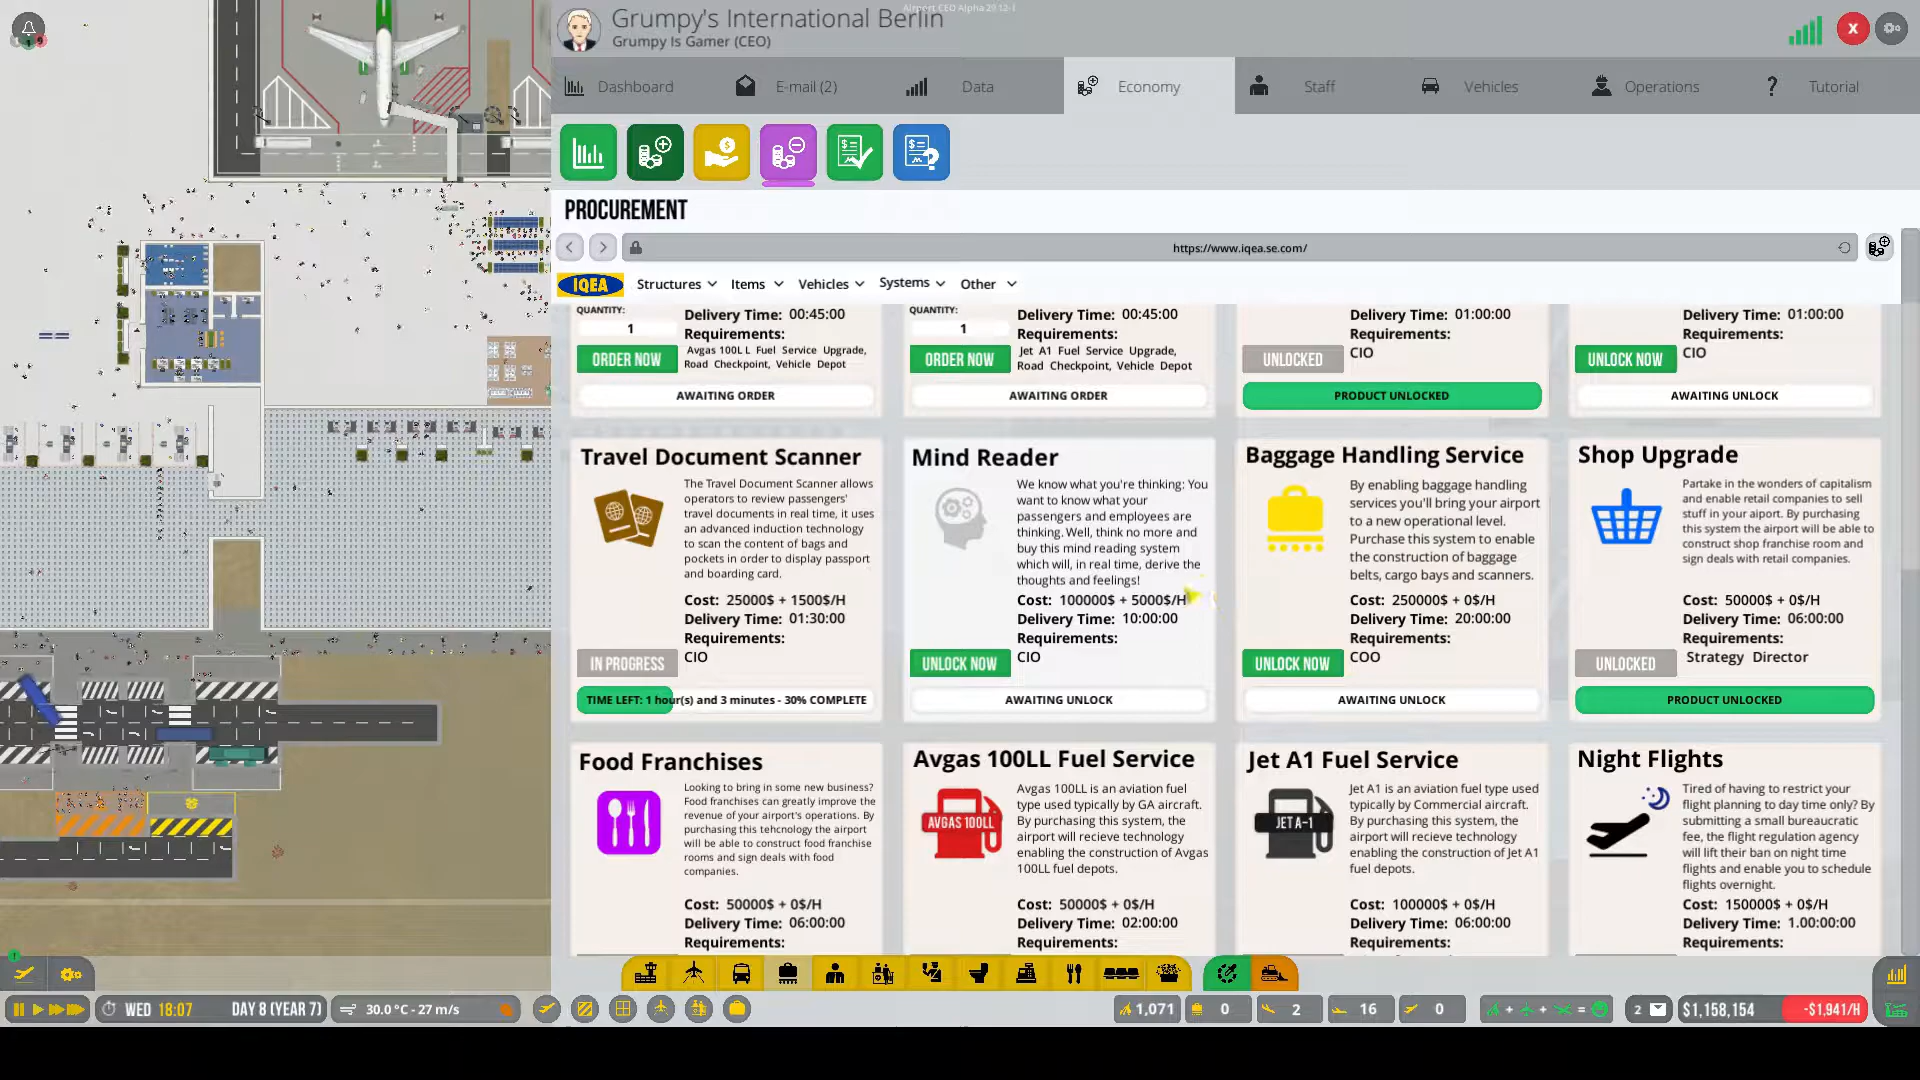 Airport CEO Alpha 29.12-1
Grumpy's International Berlin
Grumpy Is Gamer (CEO)
Dashboard
E-mail (2)
Data
Economy
Staff
Vehicles
Operations
Tutorial
PROCUREMENT
https://www.iqea.se.com/
IQEA
Structures
Items
Vehicles
Systems
Other
QUANTITY:
1
Delivery Time: 00:45:00
Requirements:
Avgas 100L L Fuel Service Upgrade,
Road Checkpoint, Vehicle Depot
ORDER NOW
AWAITING ORDER
QUANTITY:
1
Delivery Time: 00:45:00
Requirements:
Jet A1 Fuel Service Upgrade,
Road Checkpoint, Vehicle Depot
ORDER NOW
AWAITING ORDER
Delivery Time: 01:00:00
Requirements:
CIO
UNLOCKED
PRODUCT UNLOCKED
Delivery Time: 01:00:00
Requirements:
CIO
UNLOCK NOW
AWAITING UNLOCK
Travel Document Scanner
The Travel Document Scanner allows
operators to review passengers'
travel documents in real time, it uses
an advanced induction technology
to scan the content of bags and
pockets in order to display passport
and boarding card.
Cost: 25000$ + 1500$/H
Delivery Time: 01:30:00
Requirements:
CIO
IN PROGRESS
TIME LEFT: 1 hour(s) and 3 minutes - 30% COMPLETE
Mind Reader
We know what you're thinking: You
want to know what your
passengers and employees are
thinking. Well, think no more and
buy this mind reading system
which will, in real time, derive the
thoughts and feelings!
Cost: 100000$ + 5000$/H
Delivery Time: 10:00:00
Requirements:
CIO
UNLOCK NOW
AWAITING UNLOCK
Baggage Handling Service
By enabling baggage handling
services you'll bring your airport
to a new operational level.
Purchase this system to enable
the construction of baggage
belts, cargo bays and scanners.
Cost: 250000$ + 0$/H
Delivery Time: 20:00:00
Requirements:
COO
UNLOCK NOW
AWAITING UNLOCK
Shop Upgrade
Partake in the wonders of capitalism
and enable retail companies to sell
stuff in your aiport. By purchasing
this system the airport will be able to
construct shop franchise room and
sign deals with retail companies.
Cost: 50000$ + 0$/H
Delivery Time: 06:00:00
Requirements:
Strategy Director
UNLOCKED
PRODUCT UNLOCKED
Food Franchises
Looking to bring in some new business?
Food franchises can greatly improve the
revenue of your airport's operations. By
purchasing this tehcnology the airport
will be able to construct food franchise
rooms and sign deals with food
companies.
Cost: 50000$ + 0$/H
Delivery Time: 06:00:00
Requirements:
Avgas 100LL Fuel Service
AVGAS 100LL
Avgas 100LL is an aviation fuel
type used typically by GA aircraft.
By purchasing this system, the
airport will recieve technology
enabling the construction of Avgas
100LL fuel depots.
Cost: 50000$ + 0$/H
Delivery Time: 02:00:00
Requirements:
Jet A1 Fuel Service
JET A-1
Jet A1 is an aviation fuel type used
typically by Commercial aircraft.
By purchasing this system, the
airport will recieve technology
enabling the construction of Jet A1
fuel depots.
Cost: 100000$ + 0$/H
Delivery Time: 06:00:00
Requirements:
Night Flights
Tired of having to restrict your
flight planning to day time only? By
submitting a small bureaucratic
fee, the flight regulation agency
will lift their ban on night time
flights and enable you to schedule
flights overnight.
Cost: 150000$ + 0$/H
Delivery Time: 1.00:00:00
Requirements:
WED 18:07
DAY 8 (YEAR 7)
30.0 °C - 27 m/s
1,071
0
2
16
0
2
$1,158,154
-$1,941/H